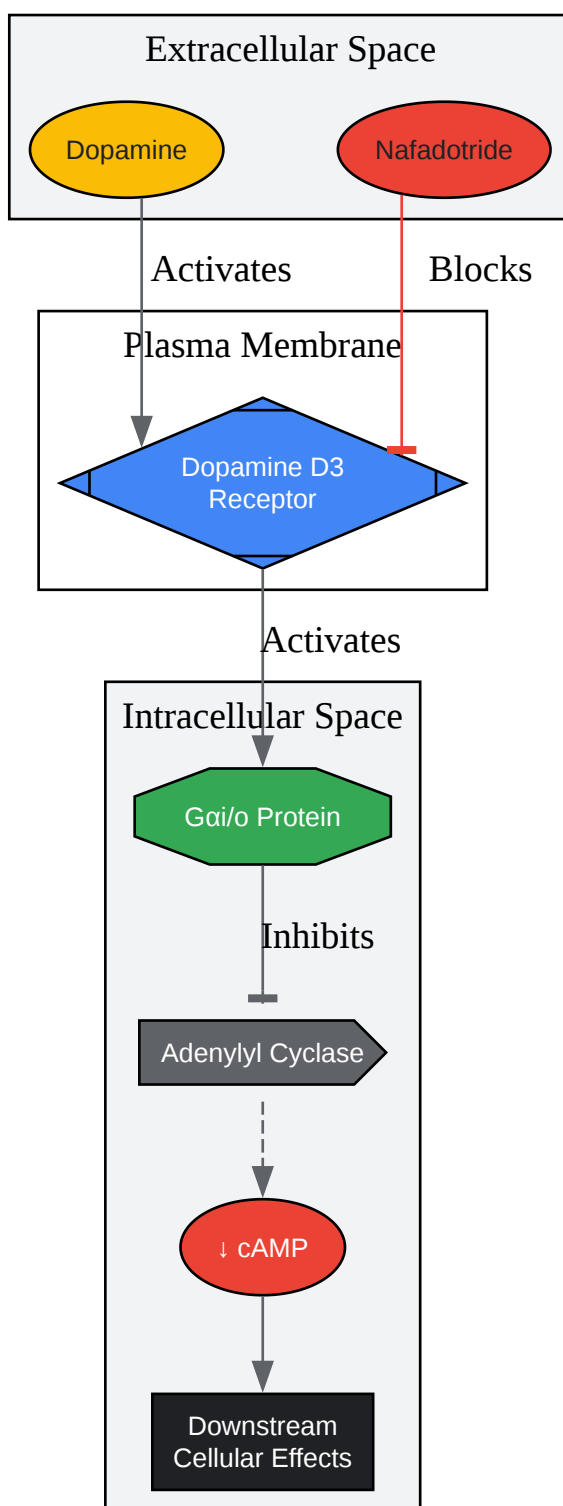 Extracellular Space
Dopamine
Nafadotride
Activates
Blocks
Plasma Membrane
Dopamine D3
Receptor
Activates
Intracellular Space
Gαi/o Protein
Inhibits
Adenylyl Cyclase
↓ cAMP
Downstream
Cellular Effects